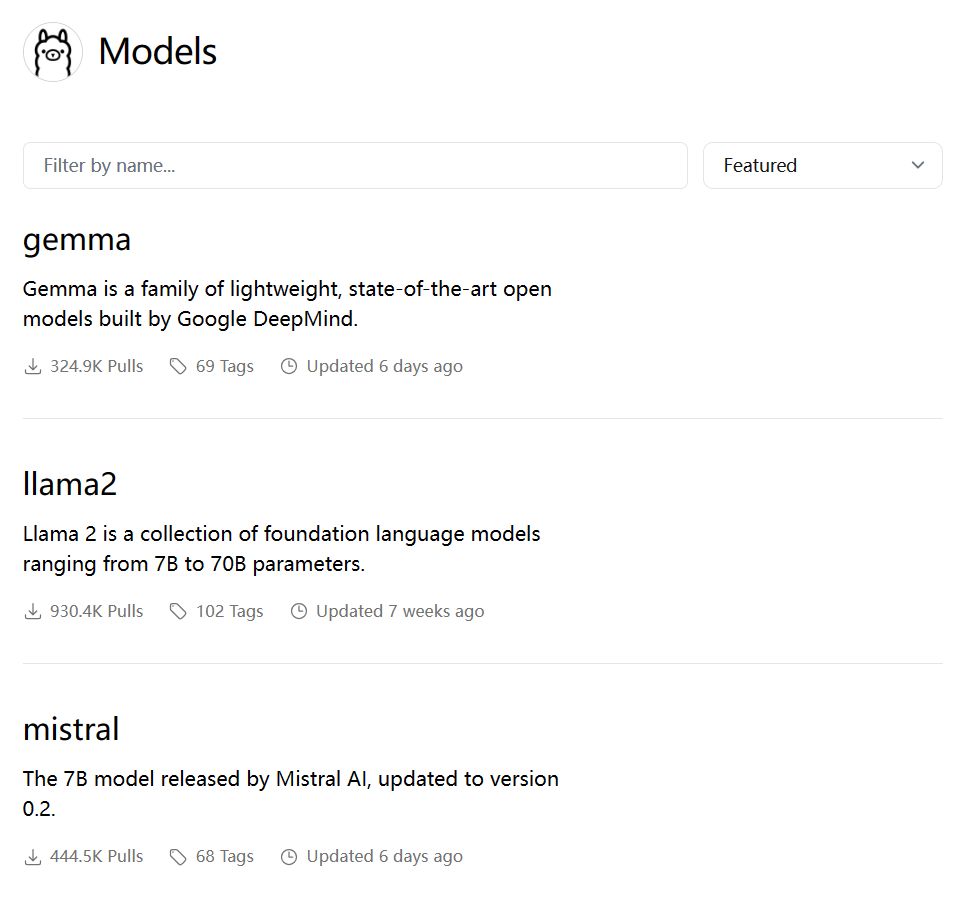 Models
Filter by name...
Featured
gemma
Gemma is a family of lightweight, state-of-the-art open
models built by Google DeepMind.
324.9K Pulls 69 Tags Updated 6 days ago
llama2
Llama 2 is a collection of foundation language models
ranging from 7B to 70B parameters.
930.4K Pulls 102 Tags Updated 7 weeks ago
mistral
The 7B model released by Mistral AI, updated to version
0.2.
444.5K Pulls 68 Tags Updated 6 days ago